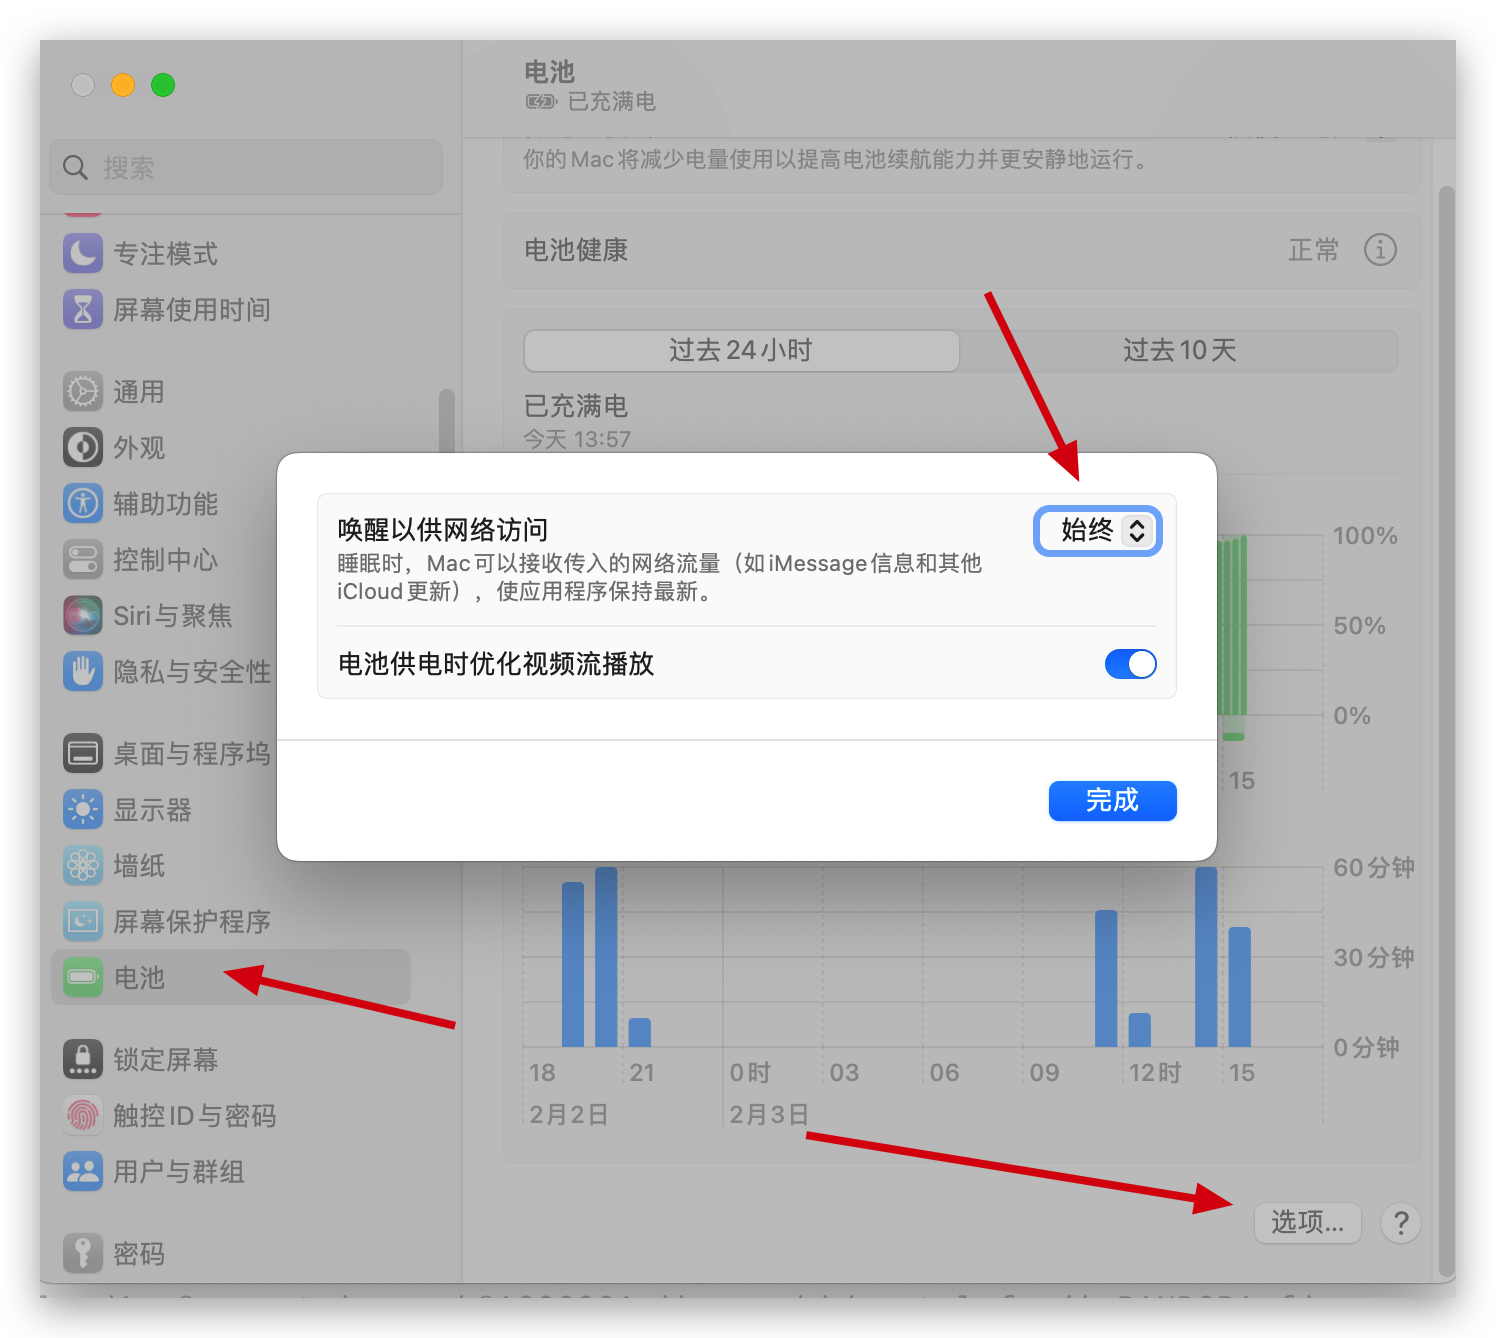 电池
已充满电
搜索
你的Mac将减少电量使用以提高电池续航能力并更安静地运行。
专注模式
屏幕使用时间
通用
外观
辅助功能
控制中心
Siri与聚焦
隐私与安全性
桌面与程序坞
显示器
墙纸
屏幕保护程序
电池
锁定屏幕
触控ID与密码
用户与群组
密码
电池健康
正常
过去24小时
过去10天
已充满电
今天 13:57
唤醒以供网络访问
始终
睡眠时，Mac可以接收传入的网络流量（如iMessage信息和其他
iCloud更新），使应用程序保持最新。
电池供电时优化视频流播放
完成
100%
50%
0%
15
60分钟
30分钟
0分钟
18 21 0时 03 06 09 12时 15
2月2日 2月3日
选项...
?